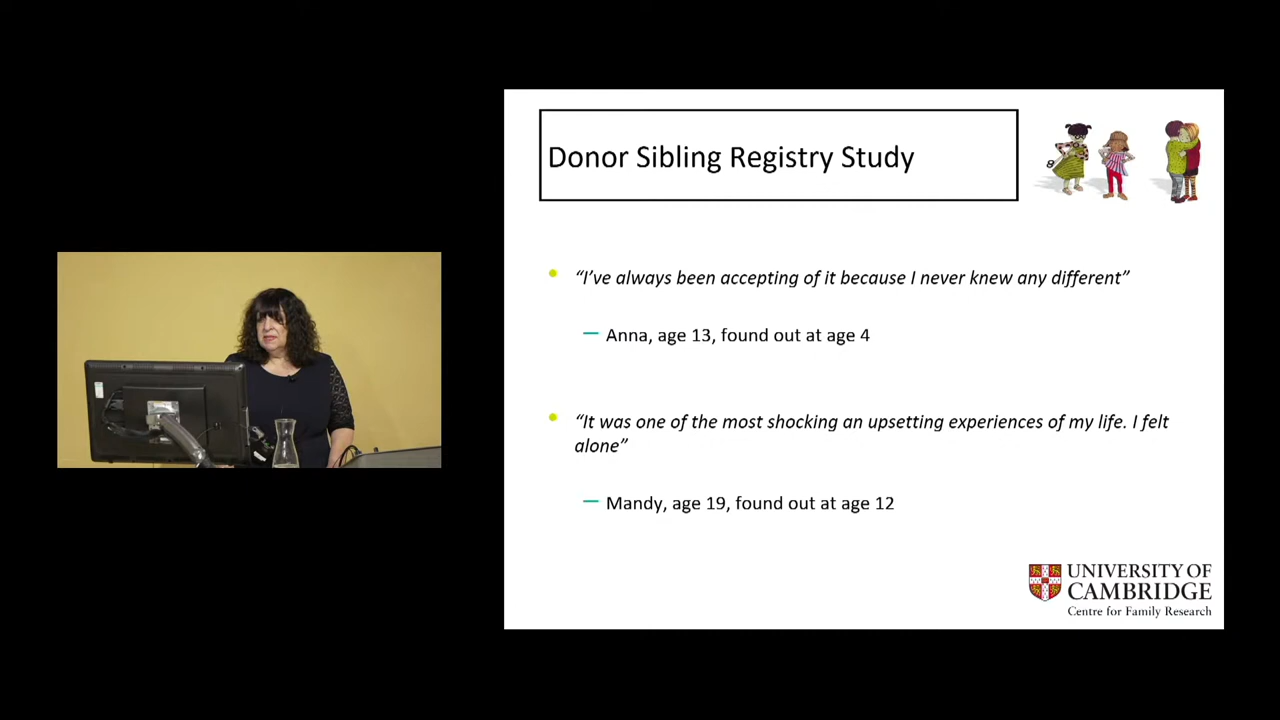 Donor Sibling Registry Study
“I’ve always been accepting of it because I never knew any different”
– Anna, age 13, found out at age 4
“It was one of the most shocking an upsetting experiences of my life. I felt
alone”
– Mandy, age 19, found out at age 12
UNIVERSITY OF
CAMBRIDGE
Centre for Family Research